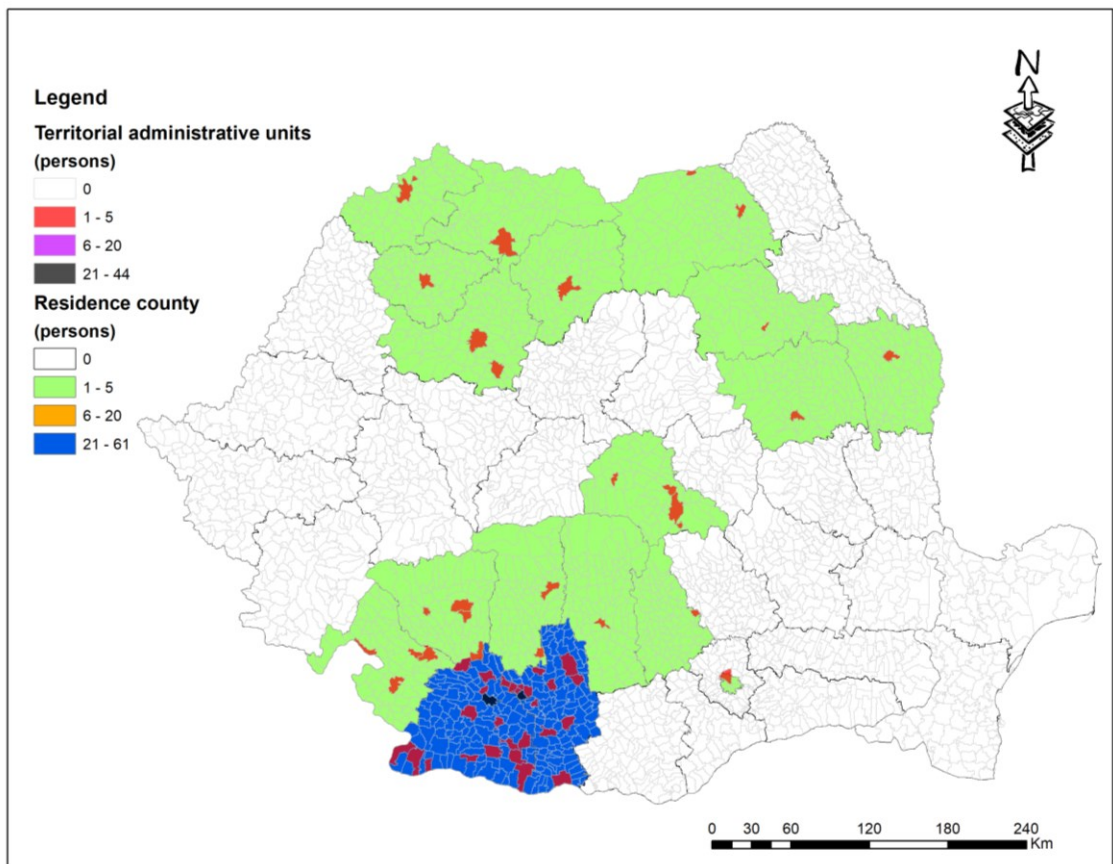 N
Legend
Territorial administrative units
(persons)
0
1 - 5
6 - 20
21 - 44
Residence county
(persons)
0
1 - 5
6 - 20
21 - 61
0 30 60 120 180 240
Km